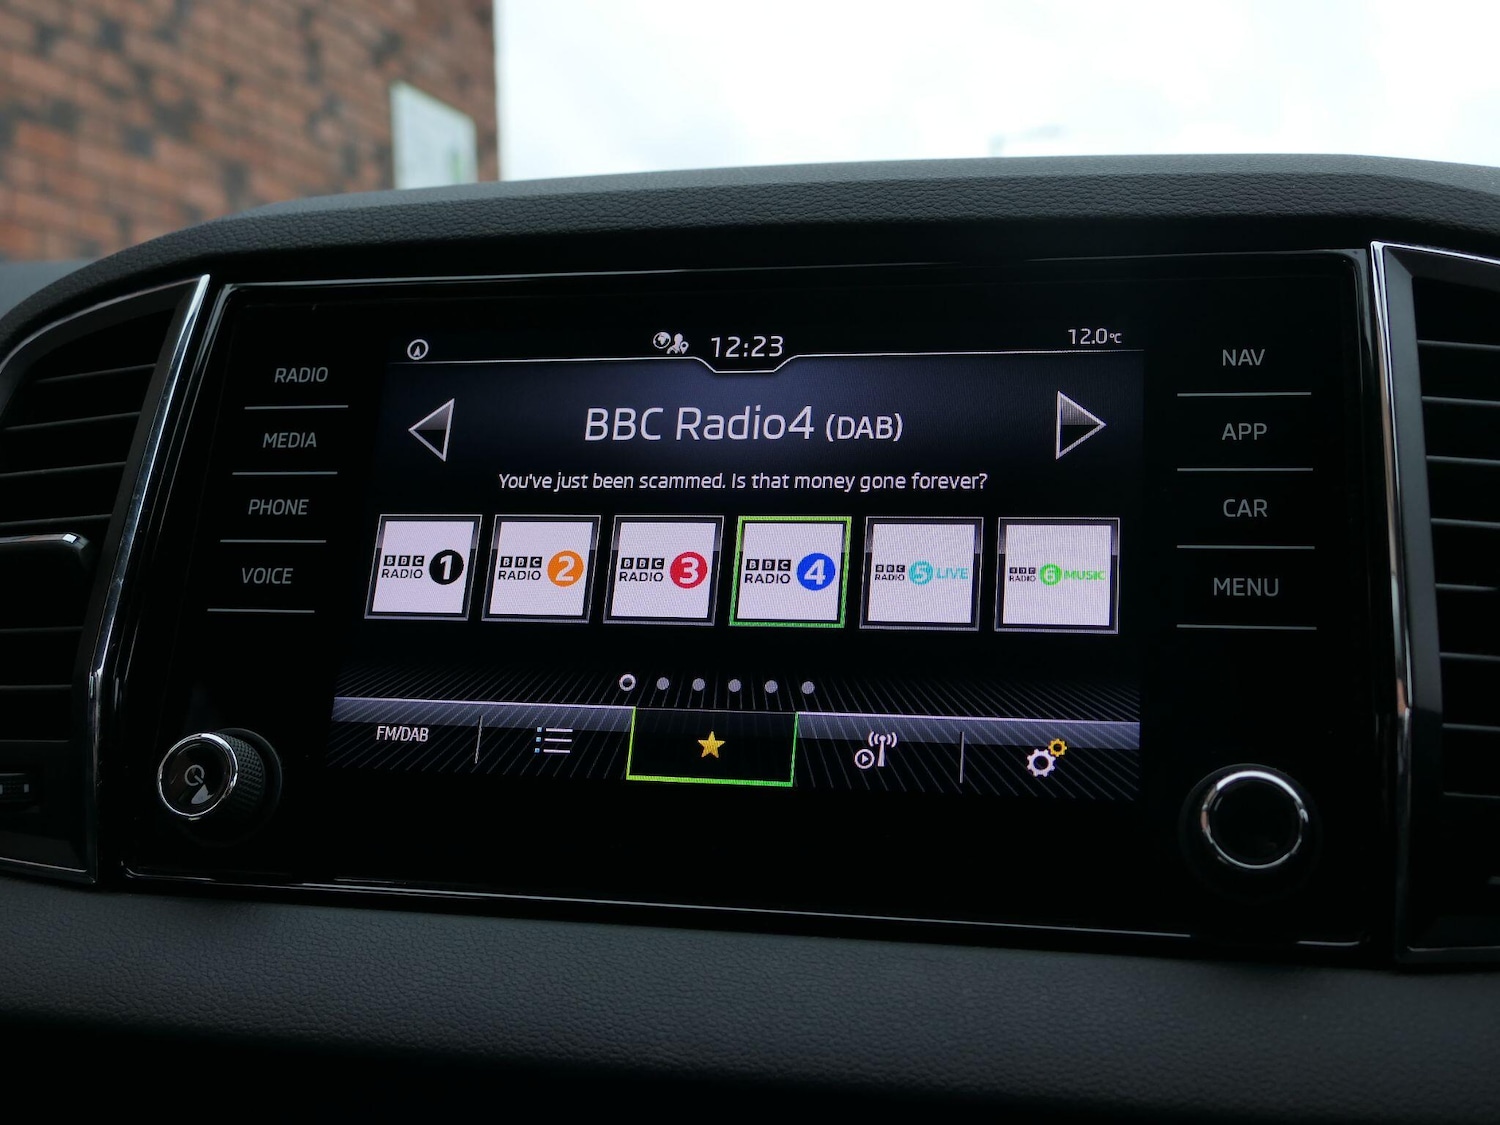 12:23
12.0°C
RADIO
MEDIA
PHONE
VOICE
BBC Radio4 (DAB)
You've just been scammed. Is that money gone forever?
BBC
RADIO 1
BBC
RADIO 2
BBC
RADIO 3
BBC
RADIO 4
BBC
RADIO 5 LIVE
BBC
RADIO 6 MUSIC
FM/DAB
NAV
APP
CAR
MENU